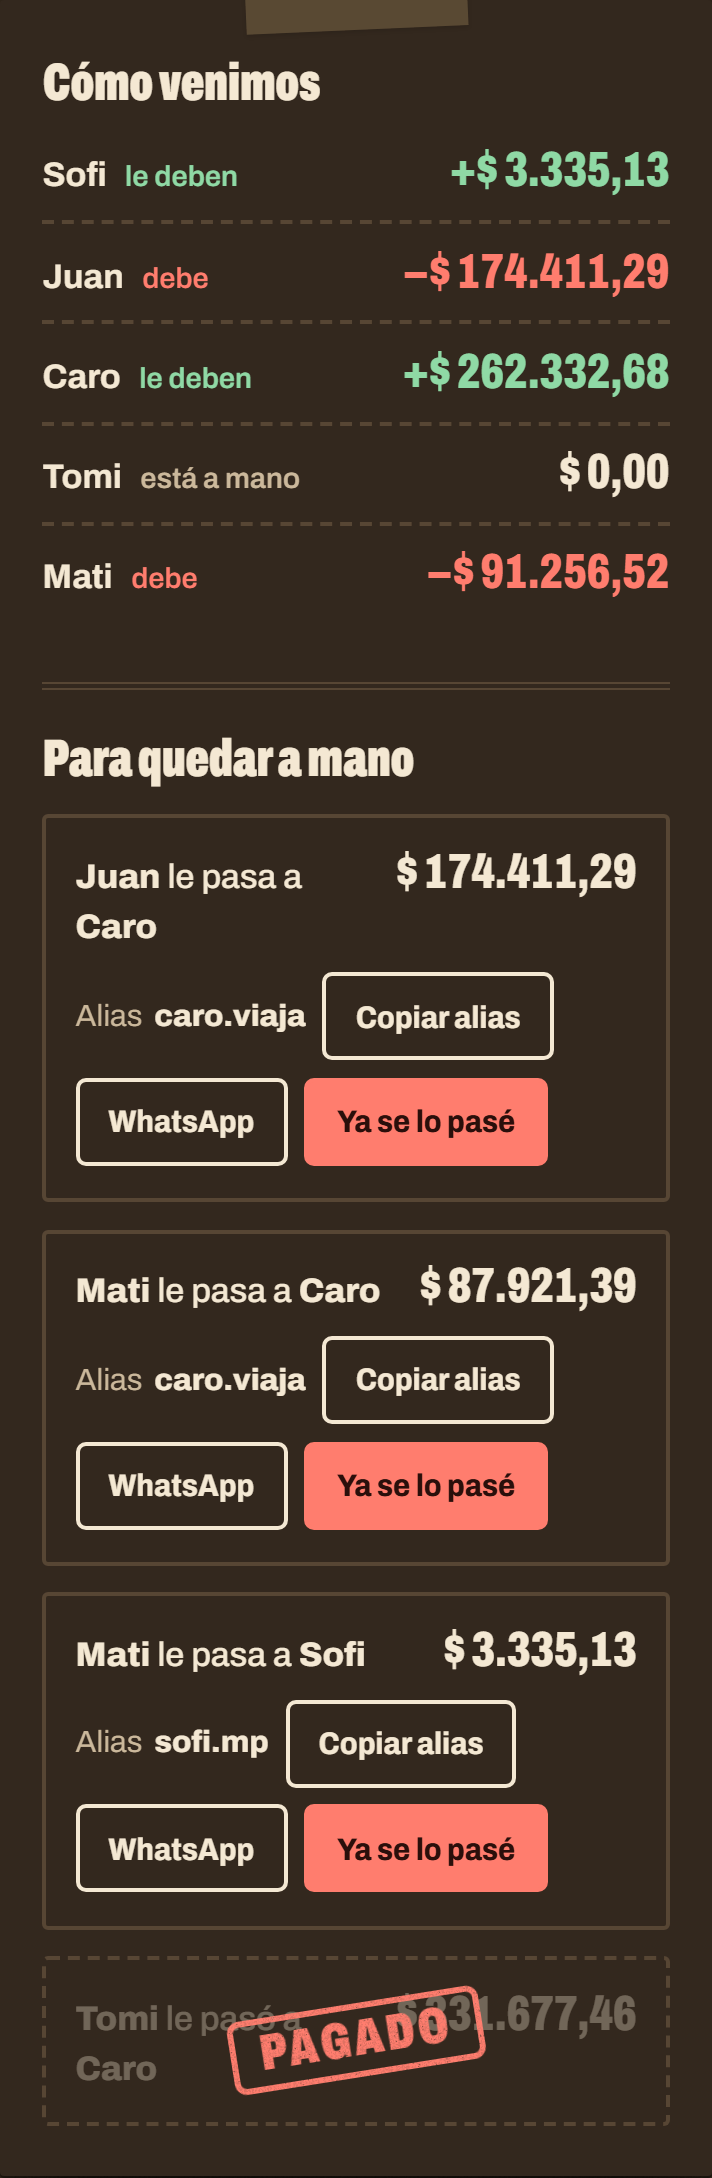 Cómo venimos
Sofi le deben +$ 3.335,13
Juan debe −$ 174.411,29
Caro le deben +$ 262.332,68
Tomi está a mano $ 0,00
Mati debe −$ 91.256,52
Para quedar a mano
Juan le pasa a $ 174.411,29
Caro
Alias caro.viaja Copiar alias
WhatsApp Ya se lo pasé
Mati le pasa a Caro $ 87.921,39
Alias caro.viaja Copiar alias
WhatsApp Ya se lo pasé
Mati le pasa a Sofi $ 3.335,13
Alias sofi.mp Copiar alias
WhatsApp Ya se lo pasé
Tomi le pasó a $ 331.677,46
PAGADO
Caro